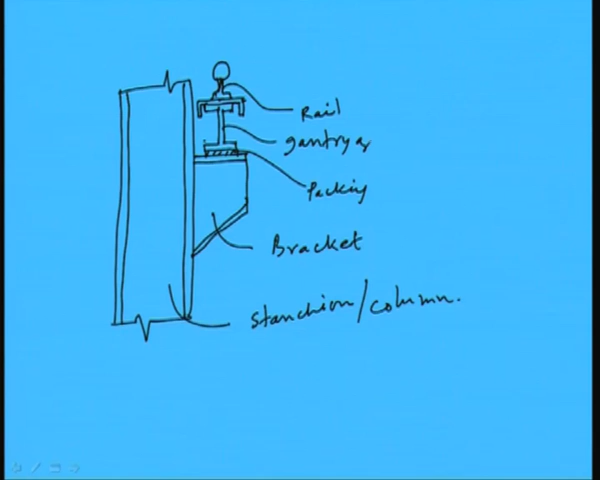 Rail
gantry
Packing
Bracket
Stanchion/column.